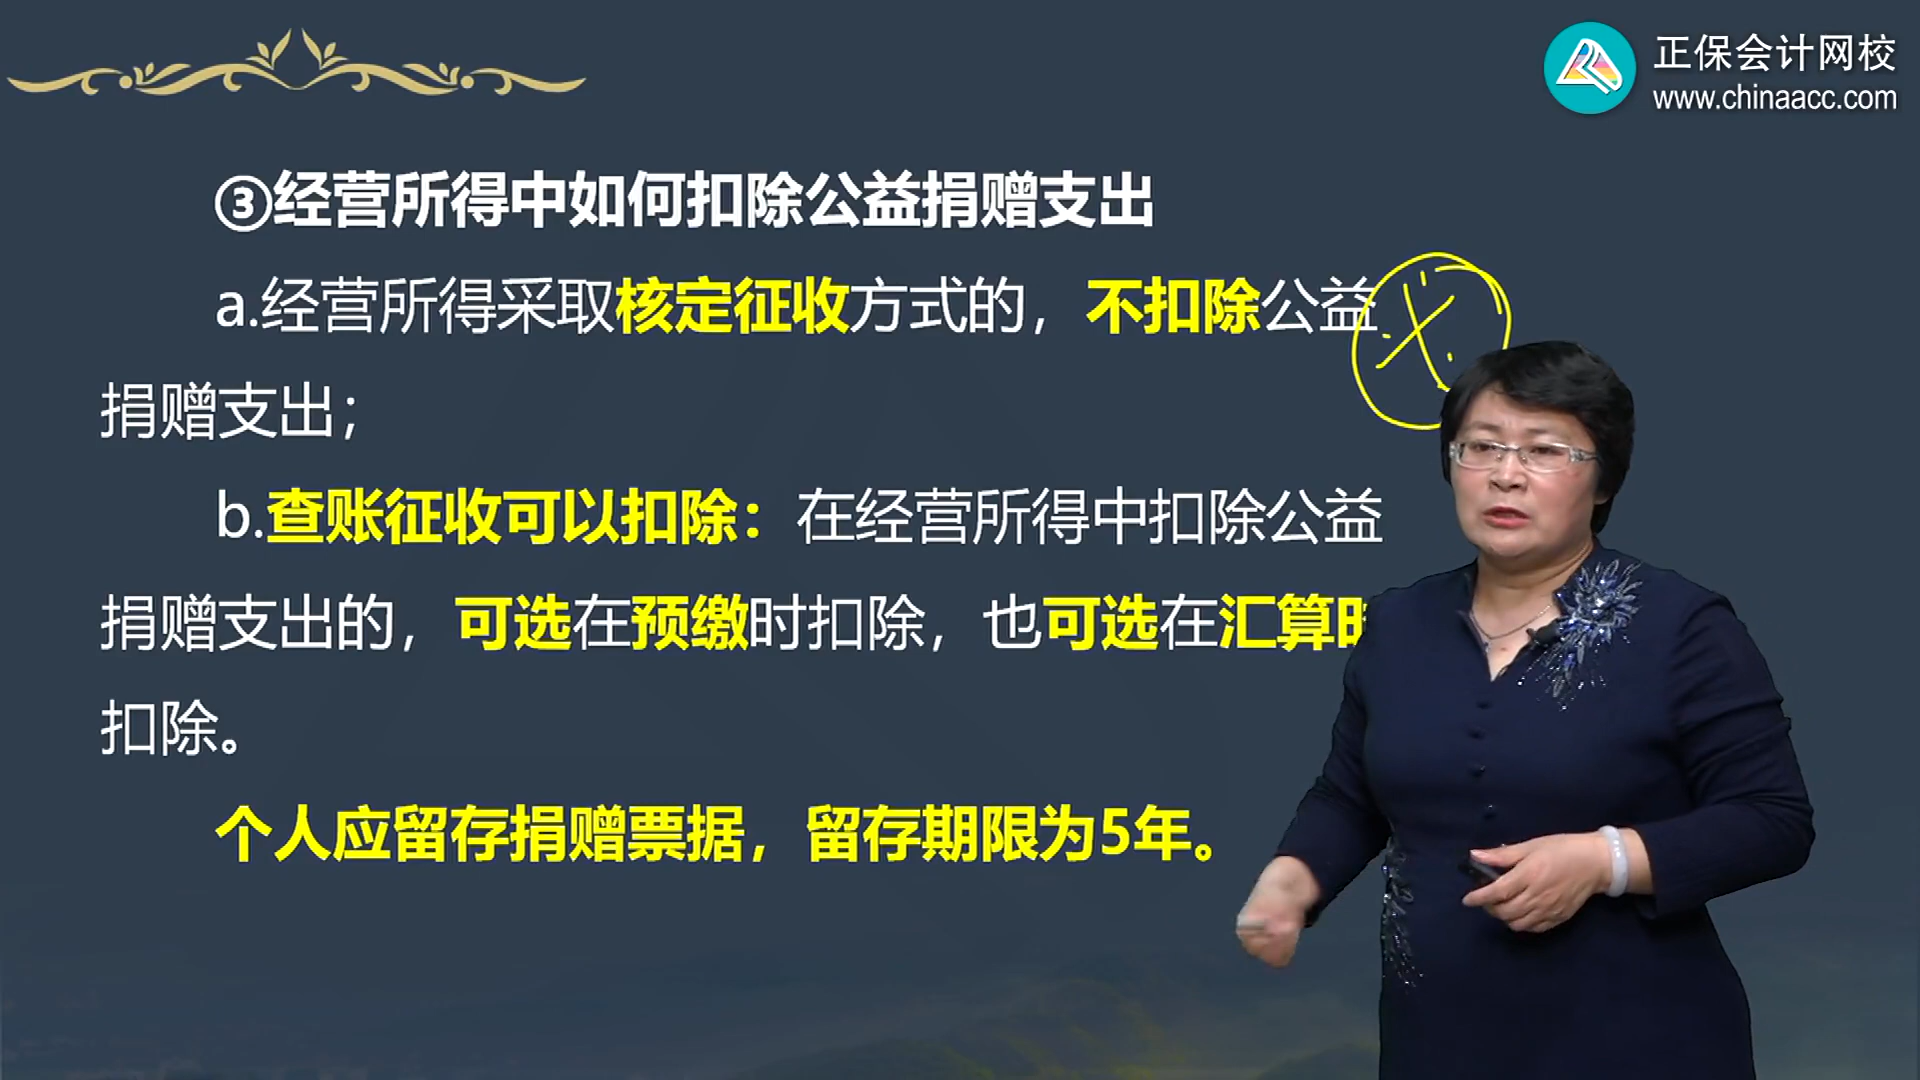 正保会计网校
www.chinaacc.com
③经营所得中如何扣除公益捐赠支出
a.经营所得采取核定征收方式的，不扣除公益
捐赠支出；
b.查账征收可以扣除：在经营所得中扣除公益
捐赠支出的，可选在预缴时扣除，也可选在汇算时
扣除。
个人应留存捐赠票据，留存期限为5年。